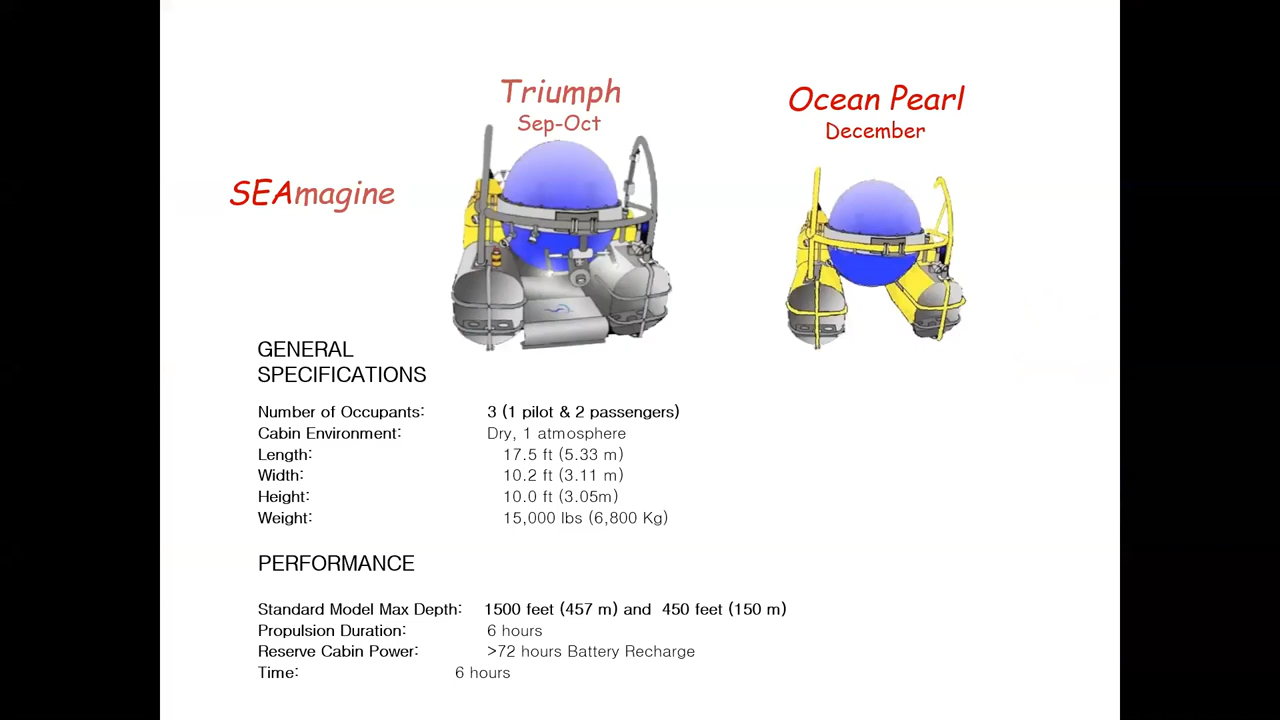 Triumph
Sep-Oct
Ocean Pearl
December
SEAmagine
GENERAL
SPECIFICATIONS
Number of Occupants: 3 (1 pilot & 2 passengers)
Cabin Environment: Dry, 1 atmosphere
Length: 17.5 ft (5.33 m)
Width: 10.2 ft (3.11 m)
Height: 10.0 ft (3.05m)
Weight: 15,000 lbs (6,800 Kg)
PERFORMANCE
Standard Model Max Depth: 1500 feet (457 m) and 450 feet (150 m)
Propulsion Duration: 6 hours
Reserve Cabin Power: >72 hours Battery Recharge
Time: 6 hours